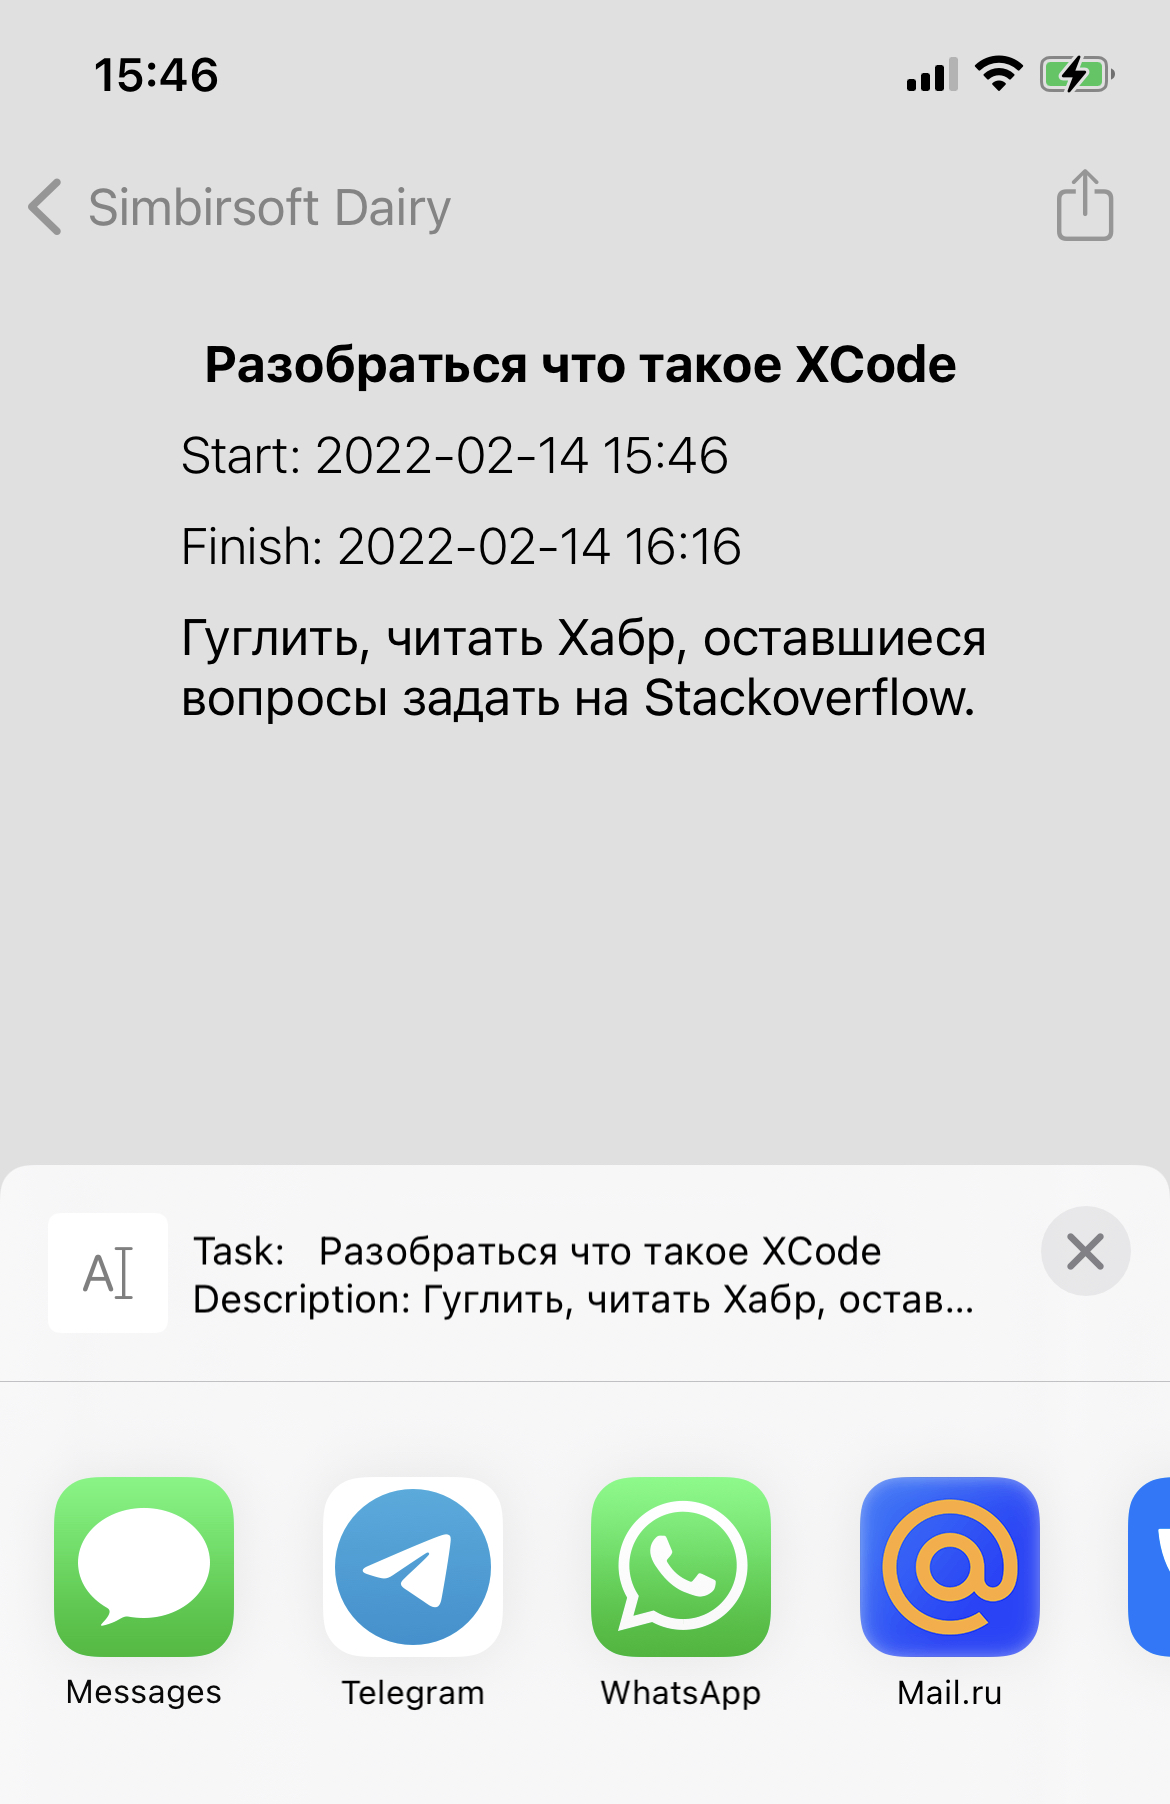 15:46
Simbirsoft Dairy
Разобраться что такое XCode
Start: 2022-02-14 15:46
Finish: 2022-02-14 16:16
Гуглить, читать Хабр, оставшиеся
вопросы задать на Stackoverflow.
A
Task: Разобраться что такое XCode
Description: Гуглить, читать Хабр, остав...
Messages
Telegram
WhatsApp
Mail.ru